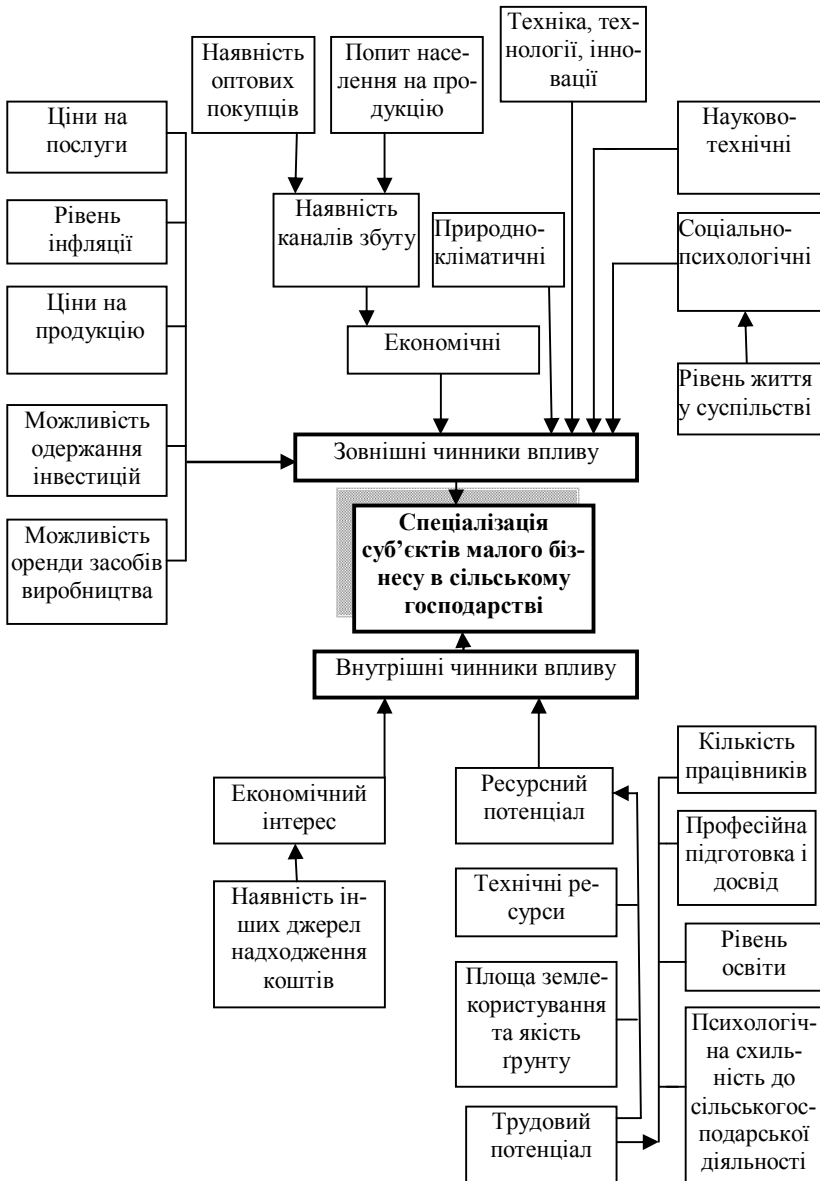 Наявність
оптових
покупців
Попит насе-
лення на про-
дукцію
Техніка, тех-
нології, інно-
вації
Ціни на
послуги
Науково-
технічні
Рівень
інфляції
Наявність
каналів збуту
Природно-
кліматичні
Соціально-
психологічні
Ціни на
продукцію
Економічні
Рівень життя
у суспільстві
Можливість
одержання
інвестицій
Зовнішні чинники впливу
Можливість
оренди засобів
виробництва
Спеціалізація
суб’єктів малого біз-
несу в сільському
господарстві
Внутрішні чинники впливу
Економічний
інтерес
Ресурсний
потенціал
Кількість
працівників
Наявність ін-
ших джерел
надходження
коштів
Технічні ре-
сурси
Професійна
підготовка і
досвід
Площа земле-
користування
та якість
ґрунту
Рівень
освіти
Трудовий
потенціал
Психологіч-
на схиль-
ність до
сільськогос-
подарської
діяльності